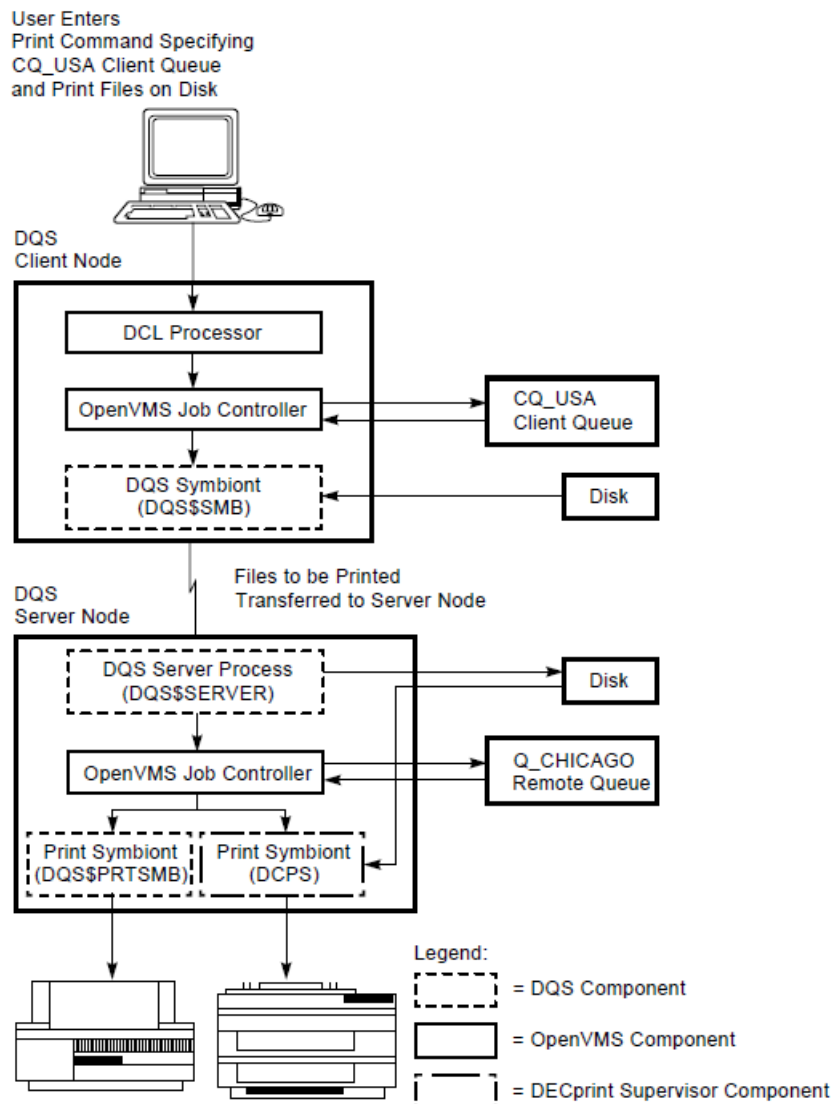 User Enters
Print Command Specifying
CQ_USA Client Queue
and Print Files on Disk
DQS
Client Node
DCL Processor
OpenVMS Job Controller
CQ_USA
Client Queue
DQS Symbiont
(DQS$SMB)
Disk
Files to be Printed
Transferred to Server Node
DQS
Server Node
DQS Server Process
(DQS$SERVER)
Disk
OpenVMS Job Controller
Q_CHICAGO
Remote Queue
Print Symbiont
(DQS$PRTSMB)
Print Symbiont
(DCPS)
Legend:
= DQS Component
= OpenVMS Component
= DECprint Supervisor Component